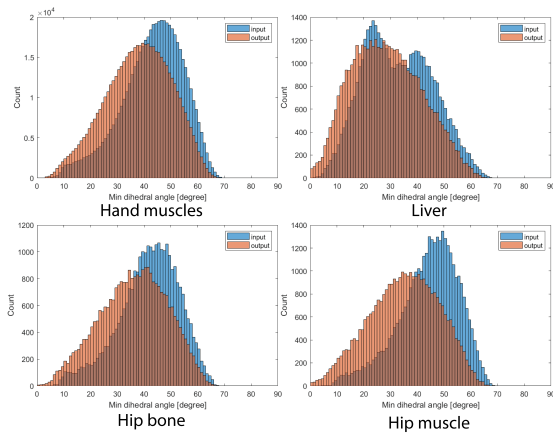 ×10⁴
2
1.5
1
0.5
0
Count
input
output
0 10 20 30 40 50 60 70 80 90
Min dihedral angle [degree]
Hand muscles
1400
1200
1000
800
600
400
200
0
Count
input
output
0 10 20 30 40 50 60 70 80 90
Min dihedral angle [degree]
Liver
1200
1000
800
600
400
200
0
Count
input
output
0 10 20 30 40 50 60 70 80 90
Min dihedral angle [degree]
Hip bone
1400
1200
1000
800
600
400
200
0
Count
input
output
0 10 20 30 40 50 60 70 80 90
Min dihedral angle [degree]
Hip muscle